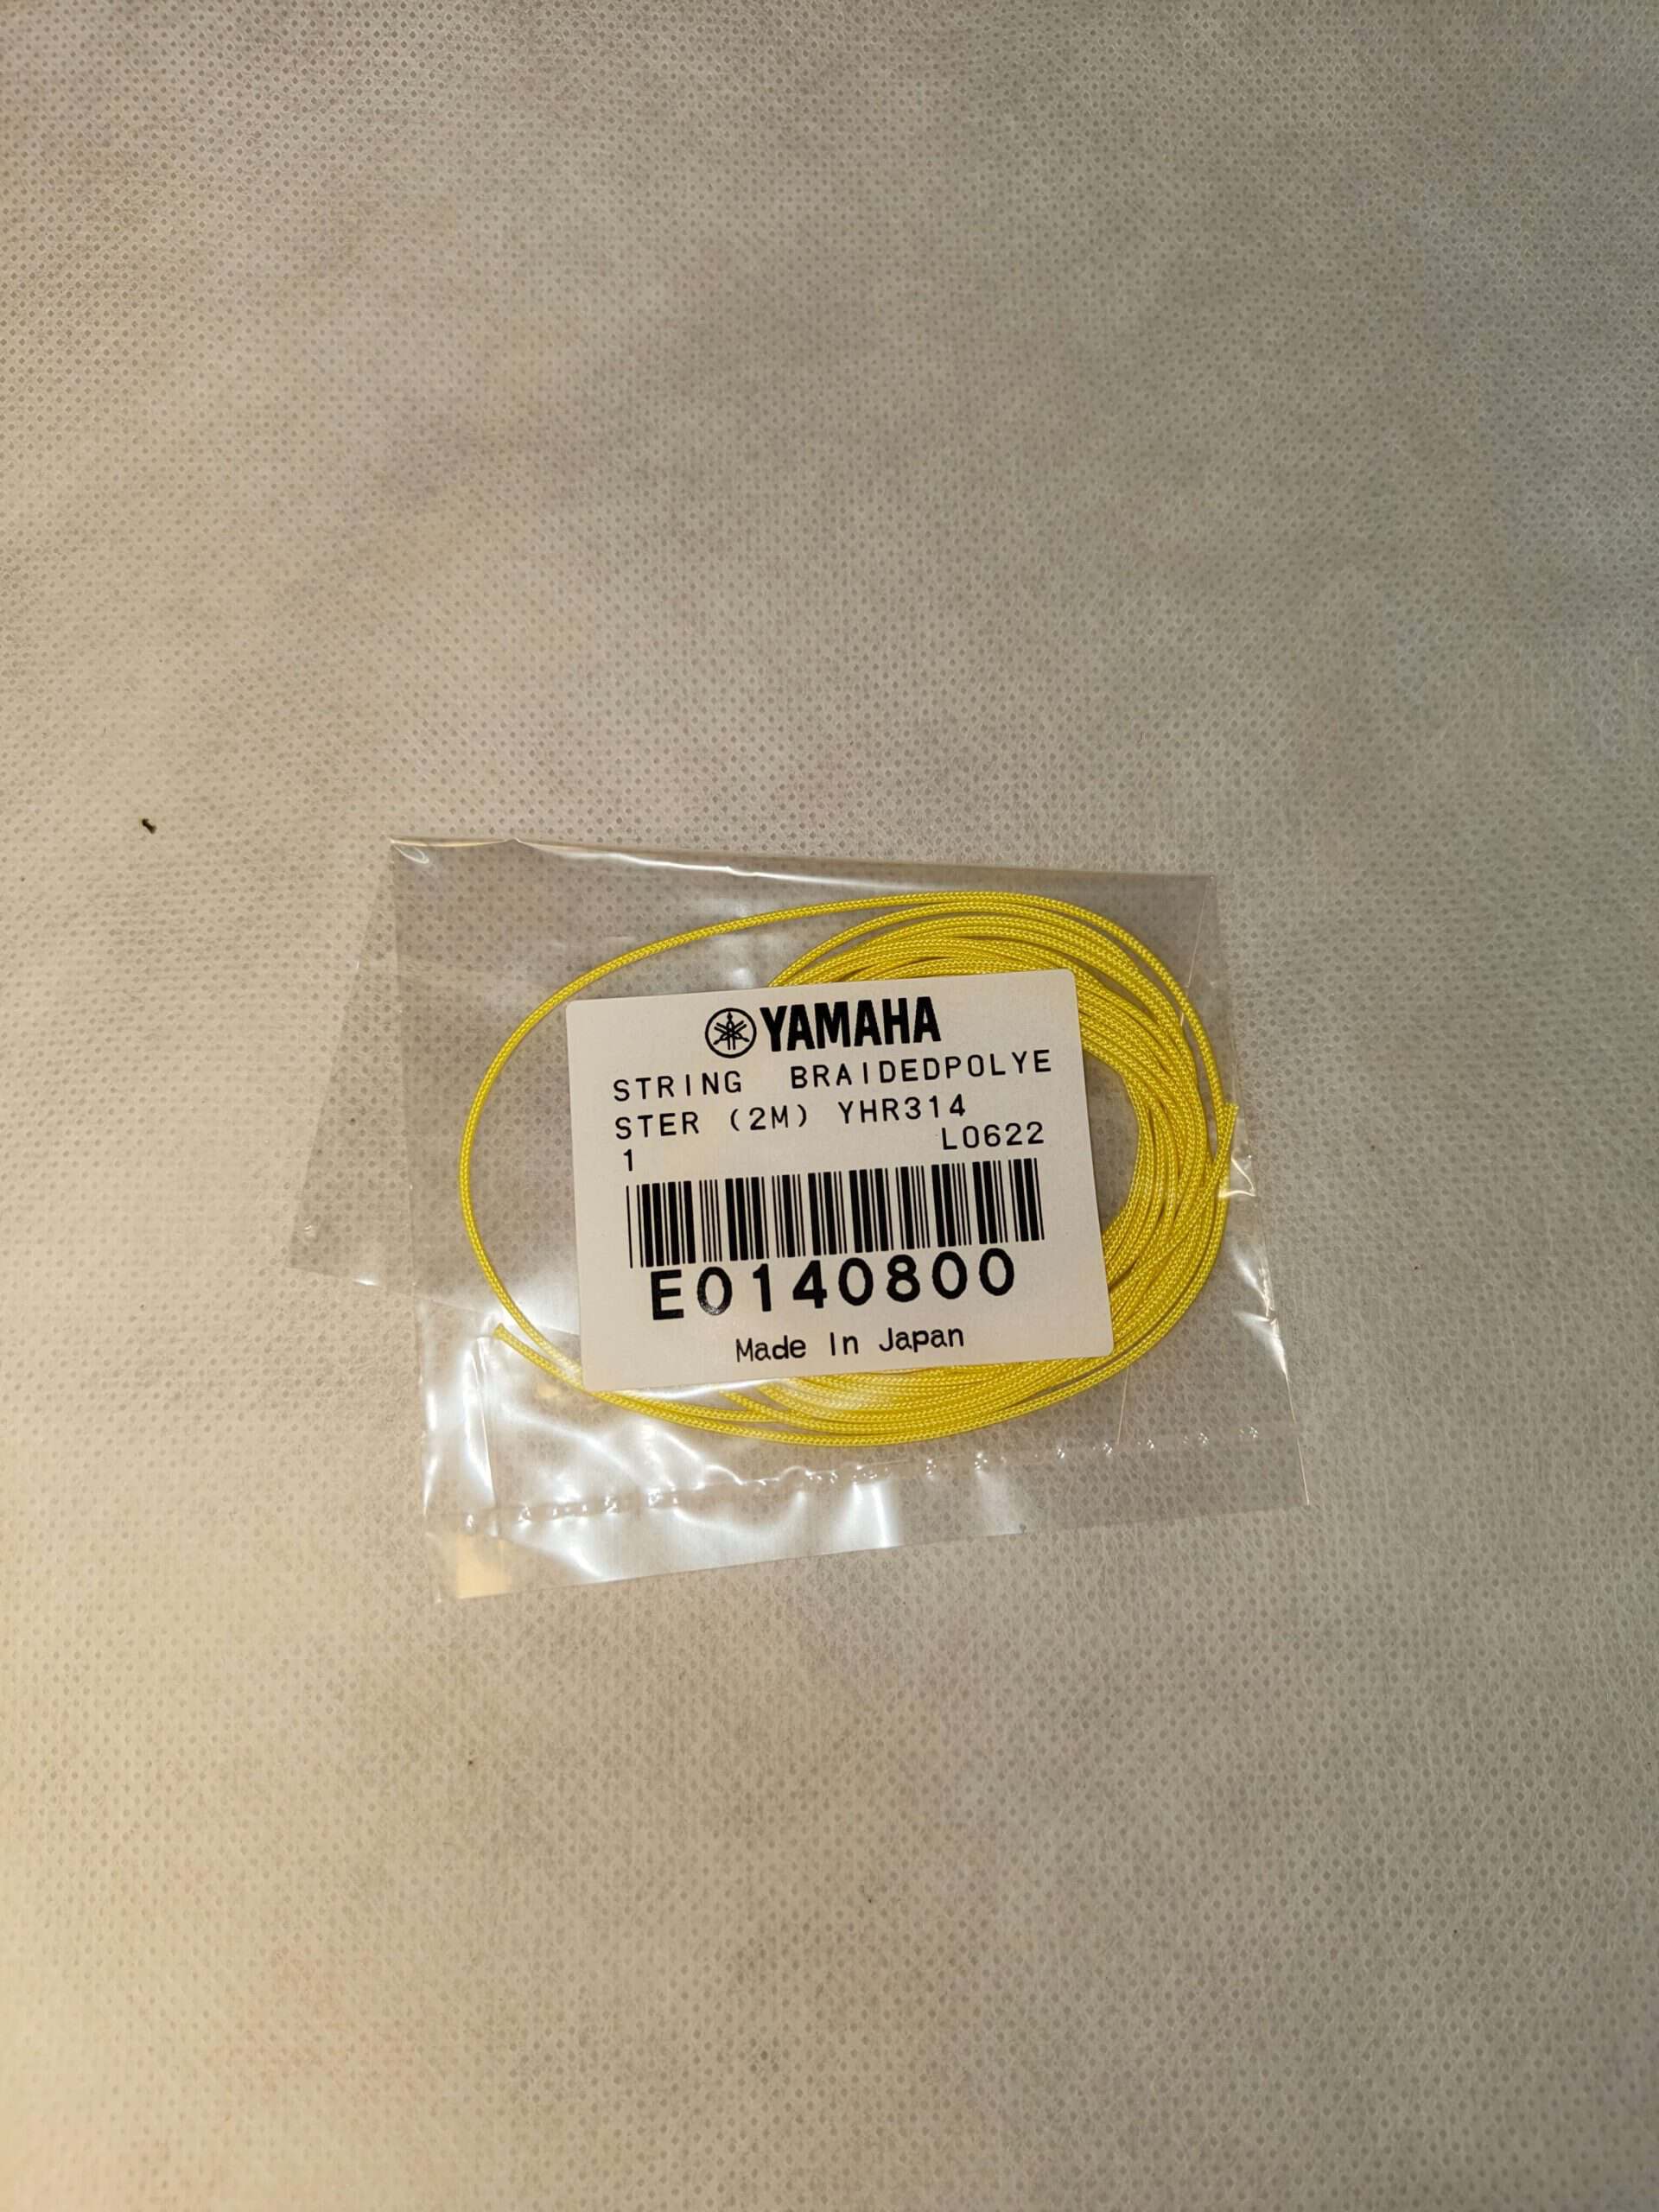 YAMAHA
STRING BRAIDEDPOLYE
STER (2M) YHR314
L0622
1
E0140800
Made In Japan